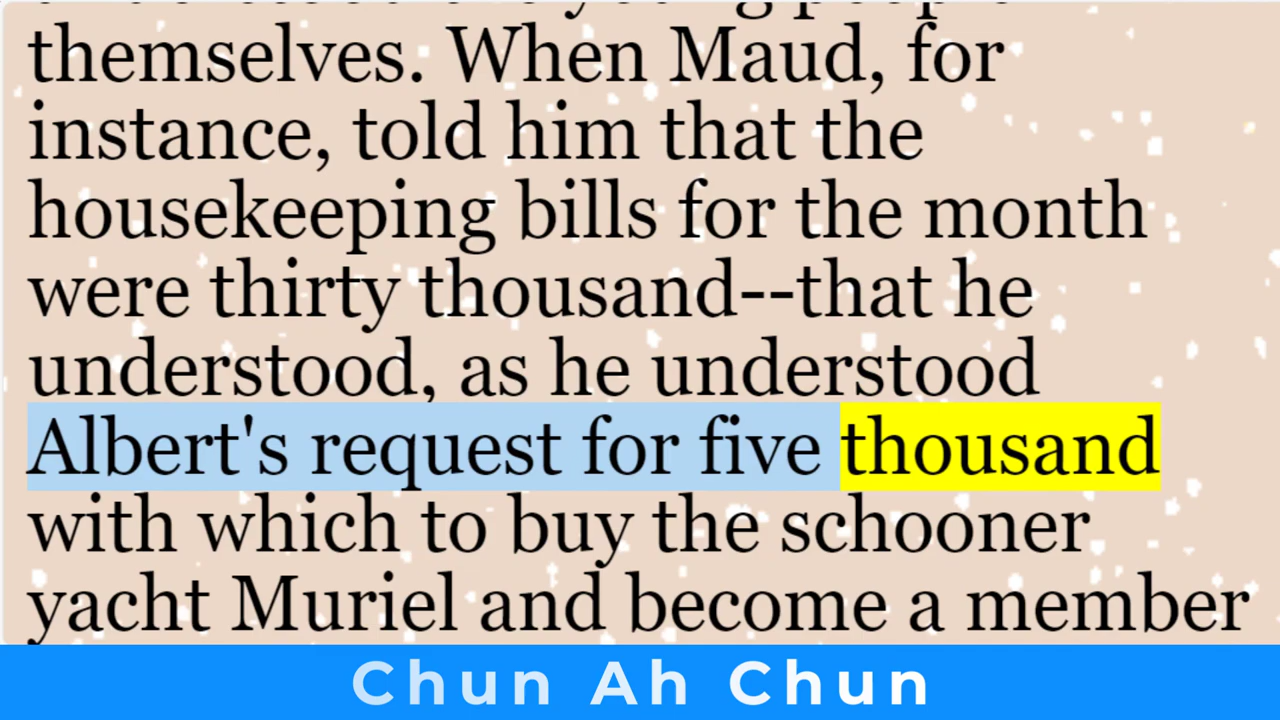 themselves. When Maud, for
instance, told him that the
housekeeping bills for the month
were thirty thousand--that he
understood, as he understood
Albert's request for five thousand
with which to buy the schooner
yacht Muriel and become a member
Chun Ah Chun